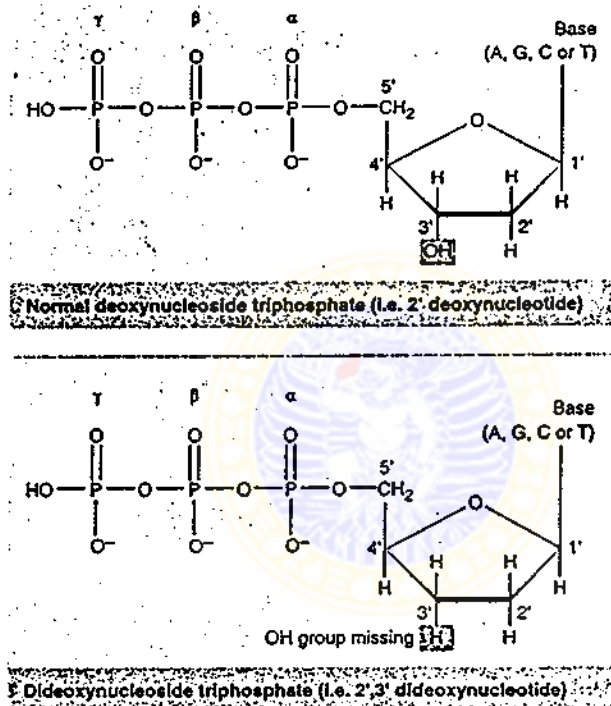 γ β α Base
(A, G, C or T)
O O O 5'
HO P O P O P O CH2 O
O− O− O− 4' H H 1'
H H
3' 2'
OH H
Normal deoxynucleoside triphosphate (i.e. 2' deoxynucleotide)
γ β α Base
(A, G, C or T)
O O O 5'
HO P O P O P O CH2 O
O− O− O− 4' H H 1'
H H
3' 2'
OH group missing H H
Dideoxynucleoside triphosphate (i.e. 2',3' dideoxynucleotide)